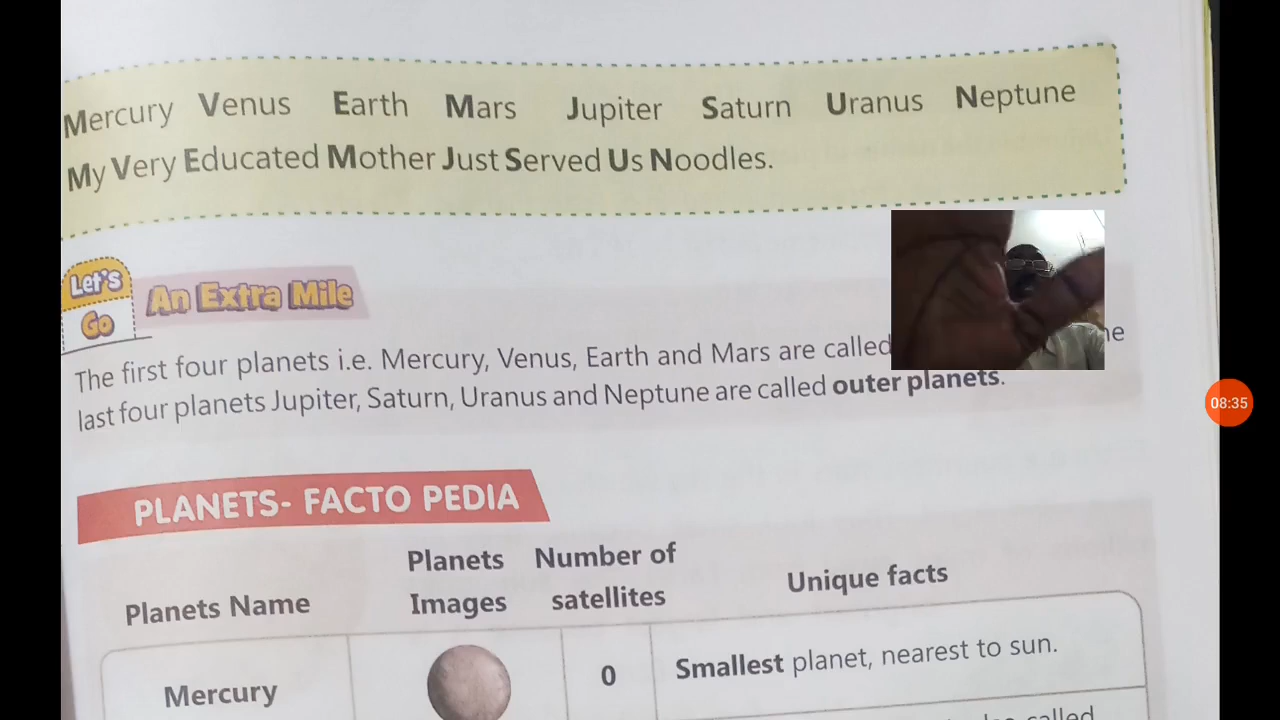 Mercury Venus Earth Mars Jupiter Saturn Uranus Neptune
My Very Educated Mother Just Served Us Noodles.
Let's
Go
An Extra Mile
The first four planets i.e. Mercury, Venus, Earth and Mars are called
last four planets Jupiter, Saturn, Uranus and Neptune are called outer planets.
08:35
PLANETS- FACTO PEDIA
Planets Name
Planets Images
Number of satellites
Unique facts
Mercury
0
Smallest planet, nearest to sun.
called